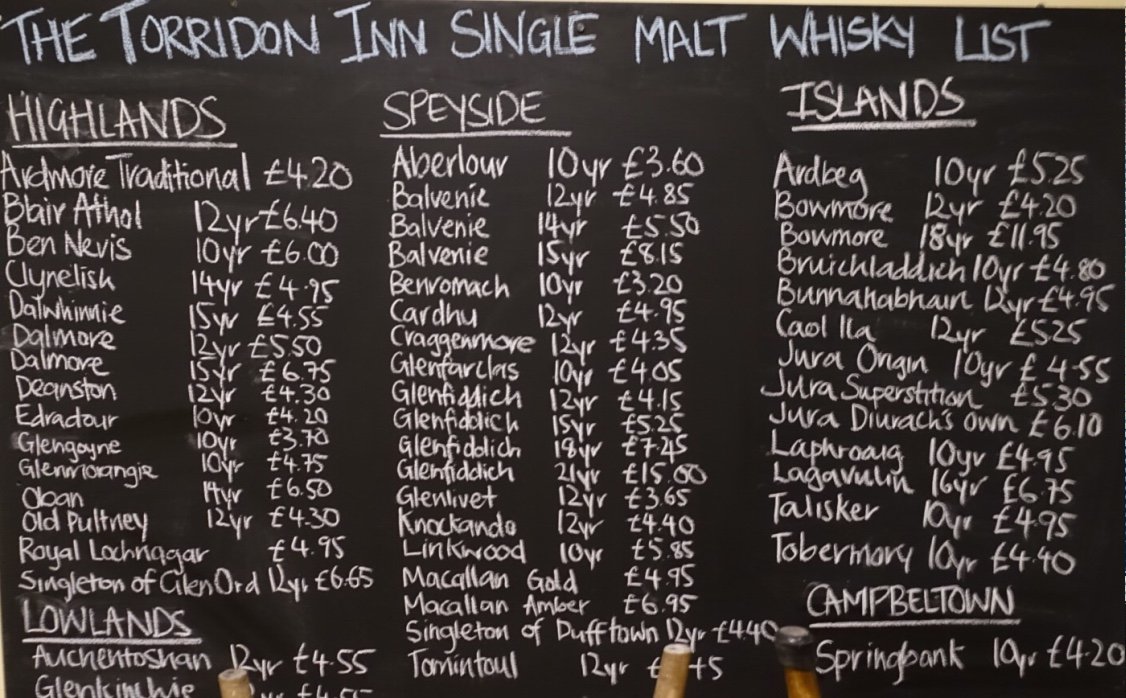 THE TORRIDON INN SINGLE MALT WHISKY LIST
HIGHLANDS
Ardmore Traditional £4.20
Blair Athol 12yr £6.40
Ben Nevis 10yr £6.00
Clynelish 14yr £4.95
Dalwhinnie 15yr £4.55
Dalmore 12yr £5.50
Dalmore 15yr £6.75
Deanston 12yr £4.30
Edradour 10yr £4.20
Glengoyne 10yr £3.70
Glenmorangie 10yr £4.75
Oban 14yr £6.50
Old Pultney 12yr £4.30
Royal Lochnagar £4.95
Singleton of Glen Ord 12yr £6.65
LOWLANDS
Auchentoshan 12yr £4.55
Glenkinchie
SPEYSIDE
Aberlour 10yr £3.60
Balvenie 12yr £4.85
Balvenie 14yr £5.50
Balvenie 15yr £8.15
Benromach 10yr £3.20
Cardhu 12yr £4.95
Craggenmore 12yr £4.35
Glenfarclas 10yr £4.05
Glenfiddich 12yr £4.15
Glenfiddich 15yr £5.25
Glenfiddich 18yr £7.25
Glenfiddich 21yr £15.00
Glenlivet 12yr £3.65
Knockando 12yr £4.40
Linkwood 10yr £5.85
Macallan Gold £4.95
Macallan Amber £6.95
Singleton of Dufftown 12yr £4.40
Tomintoul 12yr
ISLANDS
Ardbeg 10yr £5.25
Bowmore 12yr £4.20
Bowmore 18yr £11.95
Bruichladdich 10yr £4.80
Bunnahabhain 12yr £4.95
Caol Ila 12yr £5.25
Jura Origin 10yr £4.55
Jura Superstition £5.30
Jura Diurach's Own £6.10
Laphroaig 10yr £4.95
Lagavulin 16yr £6.75
Talisker 10yr £4.95
Tobermory 10yr £4.40
CAMPBELTOWN
Springbank 10yr £4.20